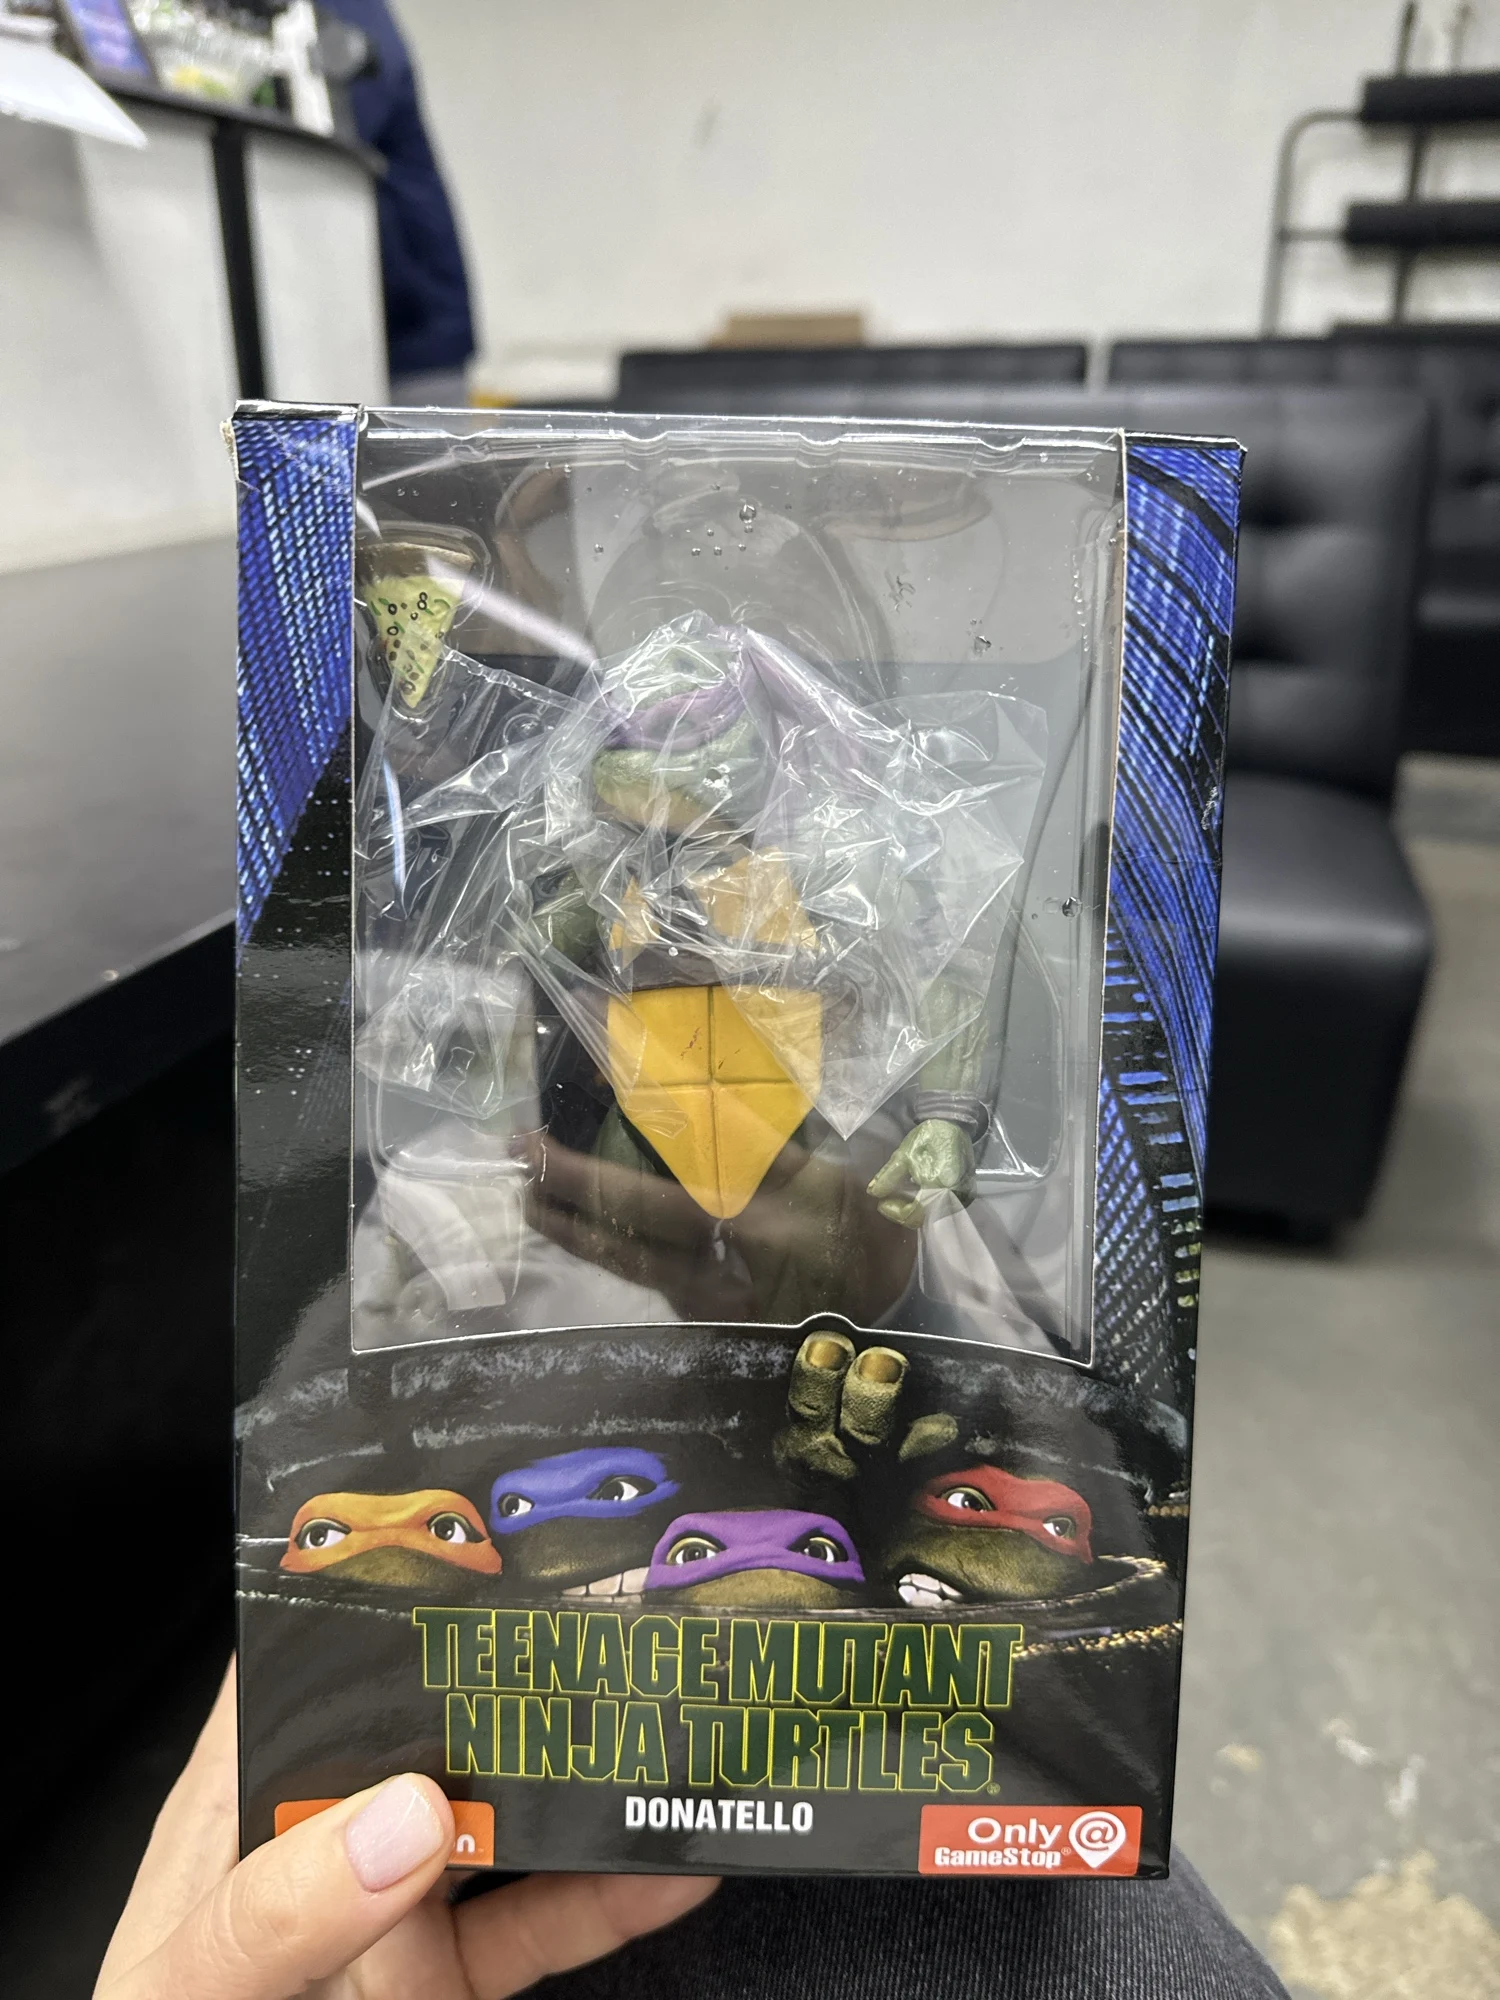 TEENAGE MUTANT
NINJA TURTLES®
DONATELLO
Only @
GameStop®